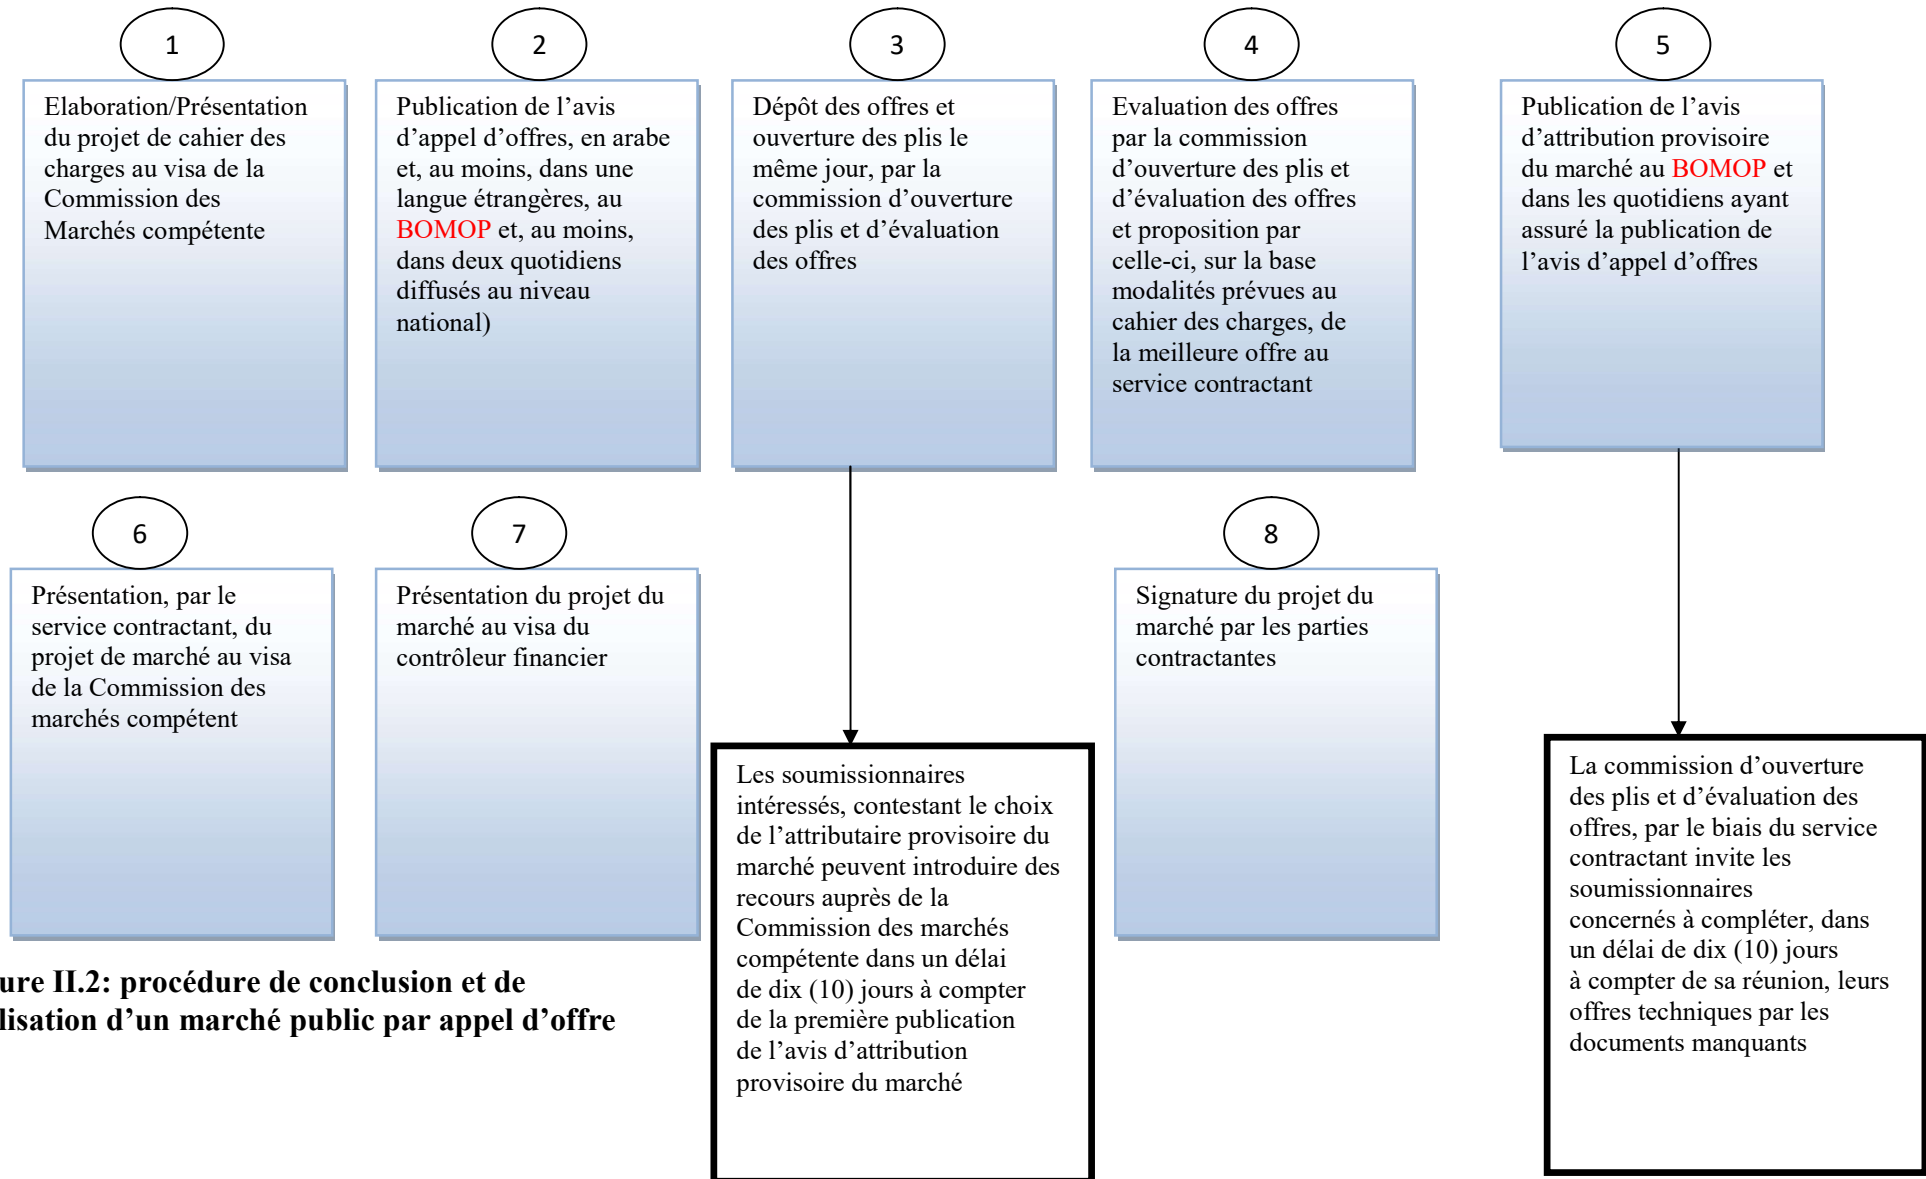 1
Elaboration/Présentation
du projet de cahier des
charges au visa de la
Commission des
Marchés compétente
2
Publication de l’avis
d’appel d’offres, en arabe
et, au moins, dans une
langue étrangères, au
BOMOP et, au moins,
dans deux quotidiens
diffusés au niveau
national)
3
Dépôt des offres et
ouverture des plis le
même jour, par la
commission d’ouverture
des plis et d’évaluation
des offres
4
Evaluation des offres
par la commission
d’ouverture des plis et
d’évaluation des offres
et proposition par
celle-ci, sur la base
modalités prévues au
cahier des charges, de
la meilleure offre au
service contractant
5
Publication de l’avis
d’attribution provisoire
du marché au BOMOP et
dans les quotidiens ayant
assuré la publication de
l’avis d’appel d’offres
6
Présentation, par le
service contractant, du
projet de marché au visa
de la Commission des
marchés compétent
7
Présentation du projet du
marché au visa du
contrôleur financier
8
Signature du projet du
marché par les parties
contractantes
Les soumissionnaires
intéressés, contestant le choix
de l’attributaire provisoire du
marché peuvent introduire des
recours auprès de la
Commission des marchés
compétente dans un délai
de dix (10) jours à compter
de la première publication
de l’avis d’attribution
provisoire du marché
La commission d’ouverture
des plis et d’évaluation des
offres, par le biais du service
contractant invite les
soumissionnaires
concernés à compléter, dans
un délai de dix (10) jours
à compter de sa réunion, leurs
offres techniques par les
documents manquants
ure II.2: procédure de conclusion et de
lisation d’un marché public par appel d’offre